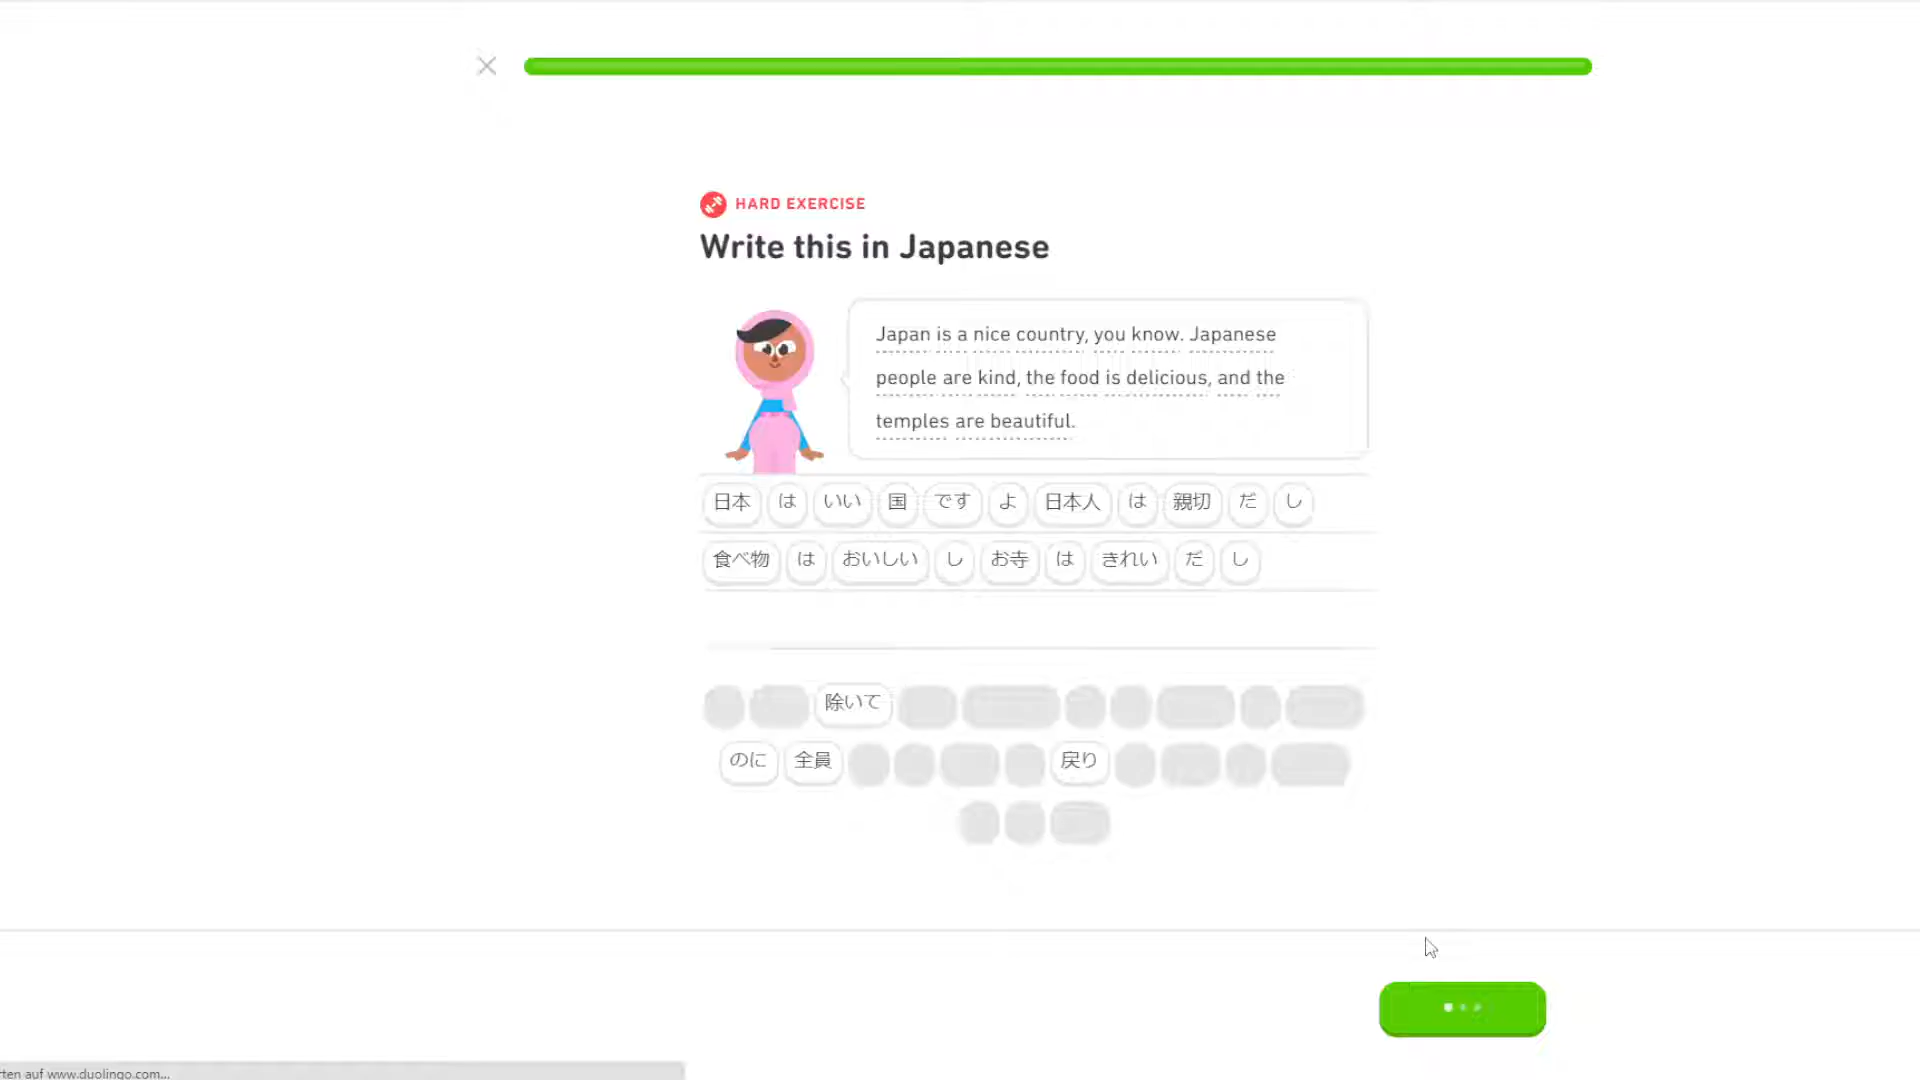 HARD EXERCISE
Write this in Japanese
Japan is a nice country, you know. Japanese
people are kind, the food is delicious, and the
temples are beautiful.
日本 は いい 国 です よ 日本人 は 親切 だ し
食べ物 は おいしい し お寺 は きれい だ し
除いて
のに 全員 戻り
rten auf www.duolingo.com...